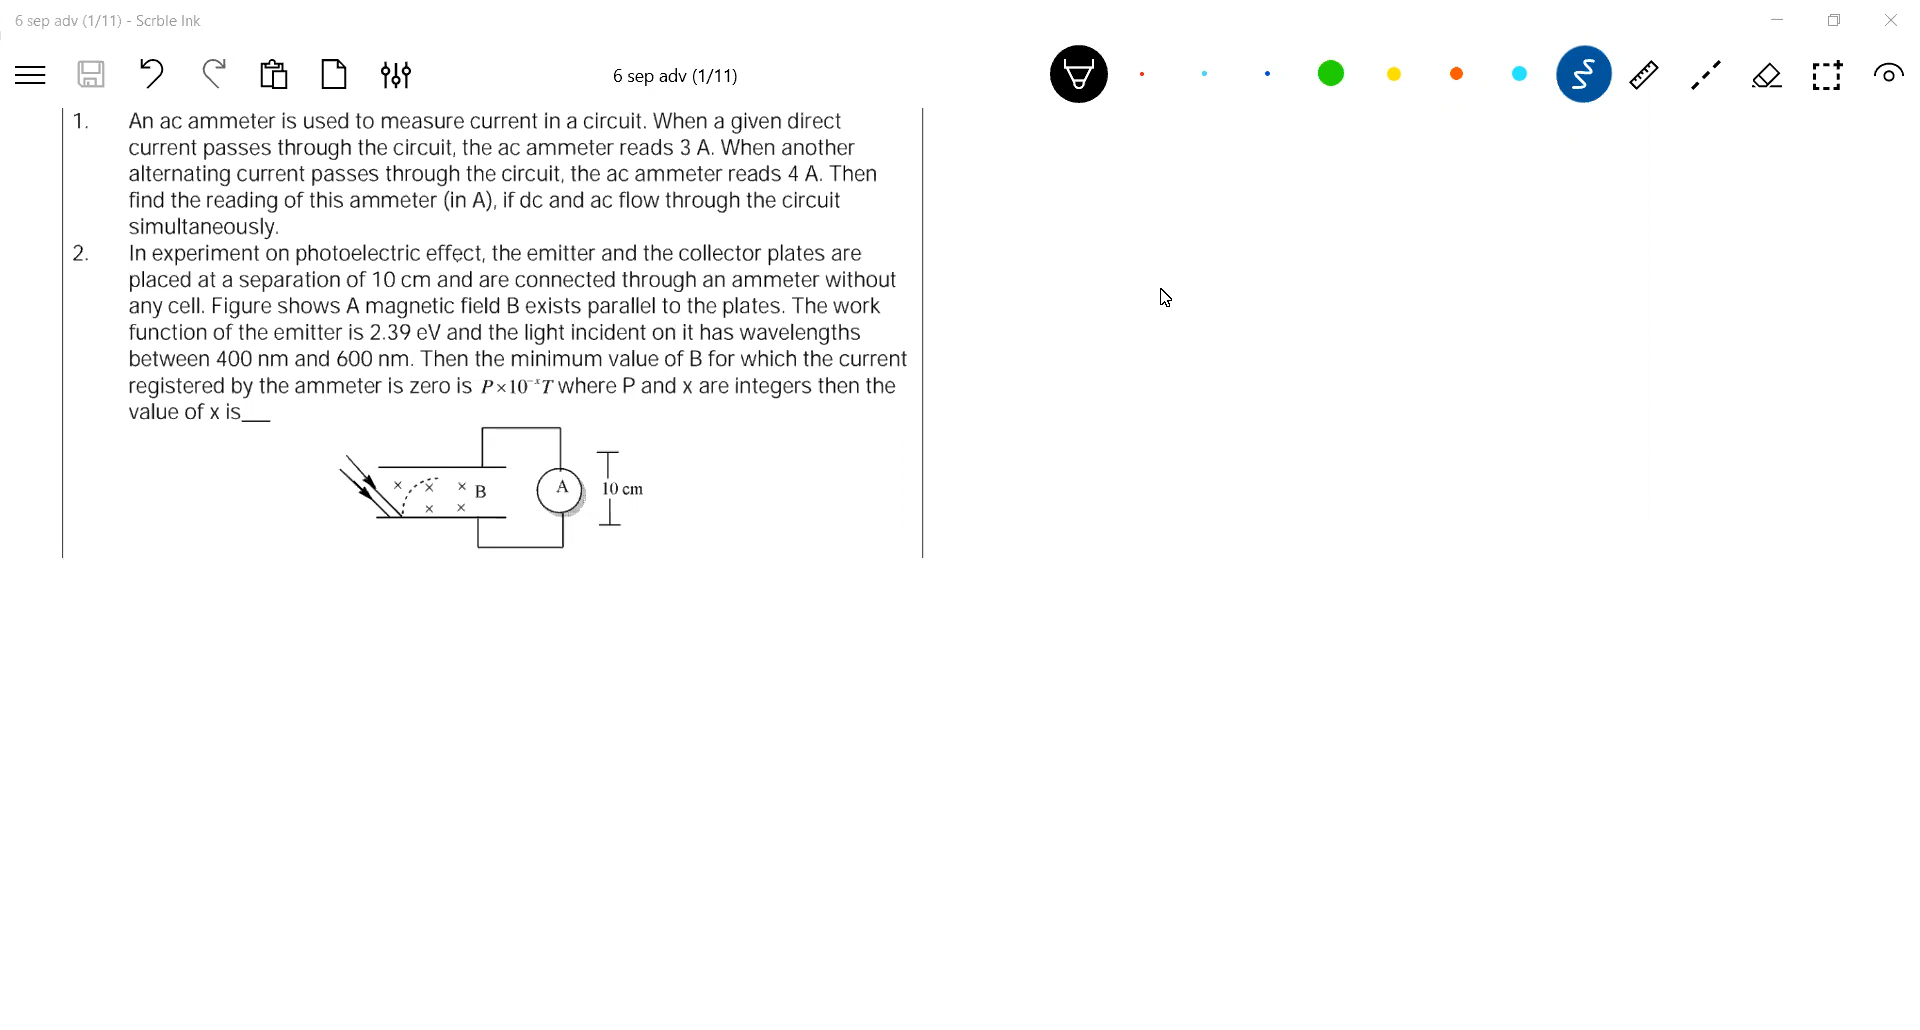 6 sep adv (1/11) - Scrble Ink
6 sep adv (1/11)
1. An ac ammeter is used to measure current in a circuit. When a given direct
current passes through the circuit, the ac ammeter reads 3 A. When another
alternating current passes through the circuit, the ac ammeter reads 4 A. Then
find the reading of this ammeter (in A), if dc and ac flow through the circuit
simultaneously.
2. In experiment on photoelectric effect, the emitter and the collector plates are
placed at a separation of 10 cm and are connected through an ammeter without
any cell. Figure shows A magnetic field B exists parallel to the plates. The work
function of the emitter is 2.39 eV and the light incident on it has wavelengths
between 400 nm and 600 nm. Then the minimum value of B for which the current
registered by the ammeter is zero is P×10⁻ˣT where P and x are integers then the
value of x is___
× × × B
× ×
A
10 cm